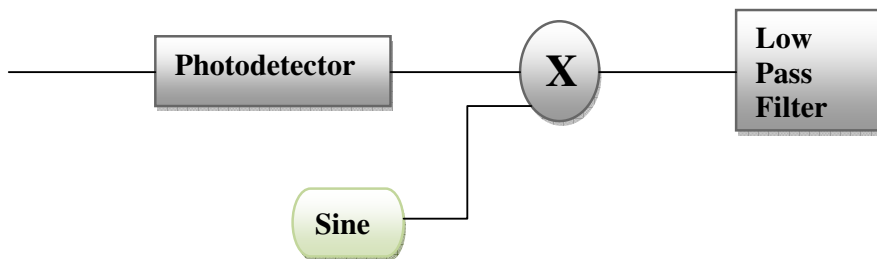 Photodetector
X
Low
Pass
Filter
Sine